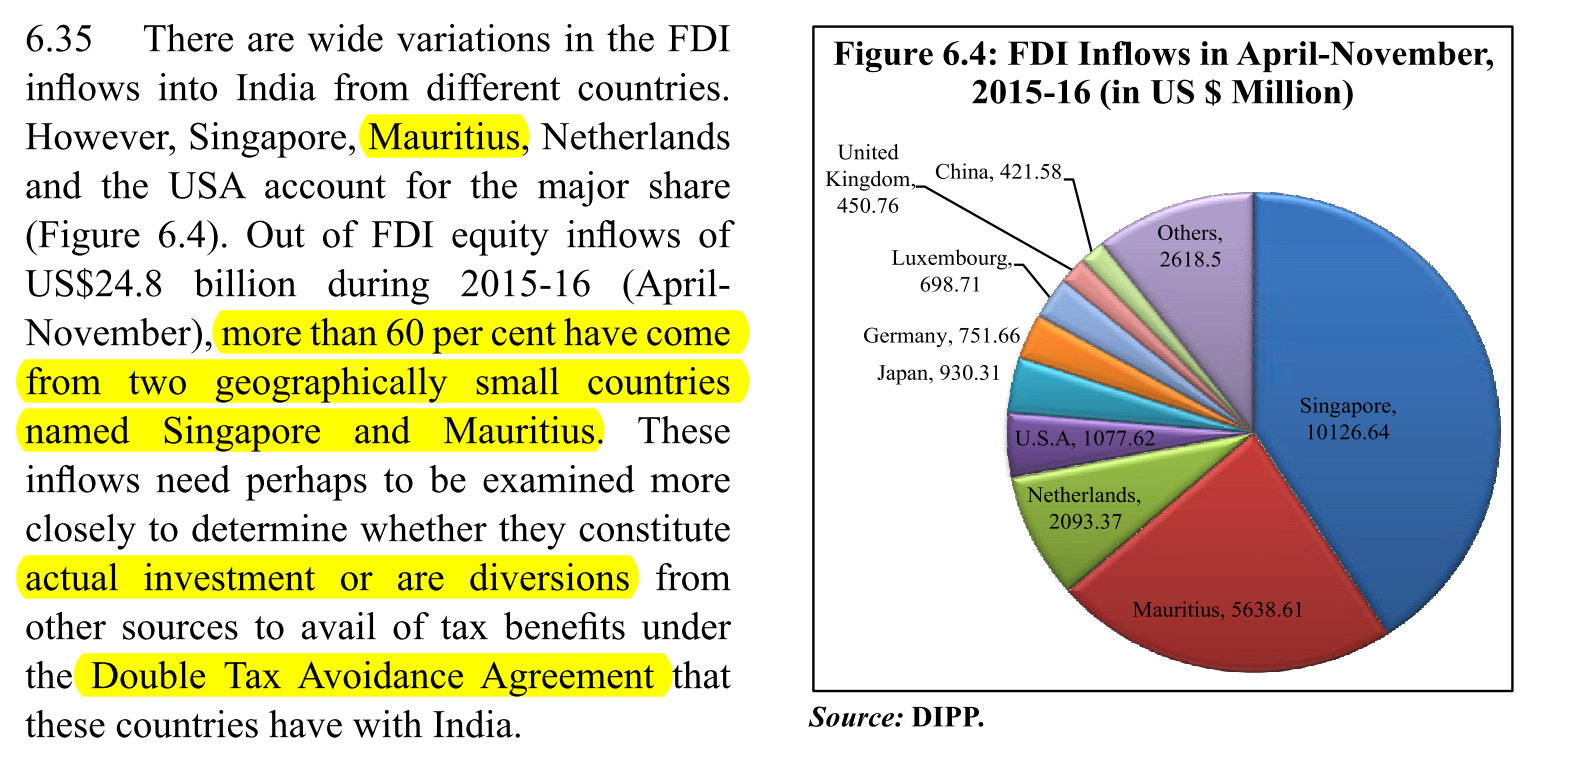 6.35 There are wide variations in the FDI
inflows into India from different countries.
However, Singapore, Mauritius, Netherlands
and the USA account for the major share
(Figure 6.4). Out of FDI equity inflows of
US$24.8 billion during 2015-16 (April-
November), more than 60 per cent have come
from two geographically small countries
named Singapore and Mauritius. These
inflows need perhaps to be examined more
closely to determine whether they constitute
actual investment or are diversions from
other sources to avail of tax benefits under
the Double Tax Avoidance Agreement that
these countries have with India.
Figure 6.4: FDI Inflows in April-November,
2015-16 (in US $ Million)
United
Kingdom,
450.76
China, 421.58
Others,
2618.5
Luxembourg,
698.71
Germany, 751.66
Japan, 930.31
Singapore,
10126.64
U.S.A, 1077.62
Netherlands,
2093.37
Mauritius, 5638.61
Source: DIPP.